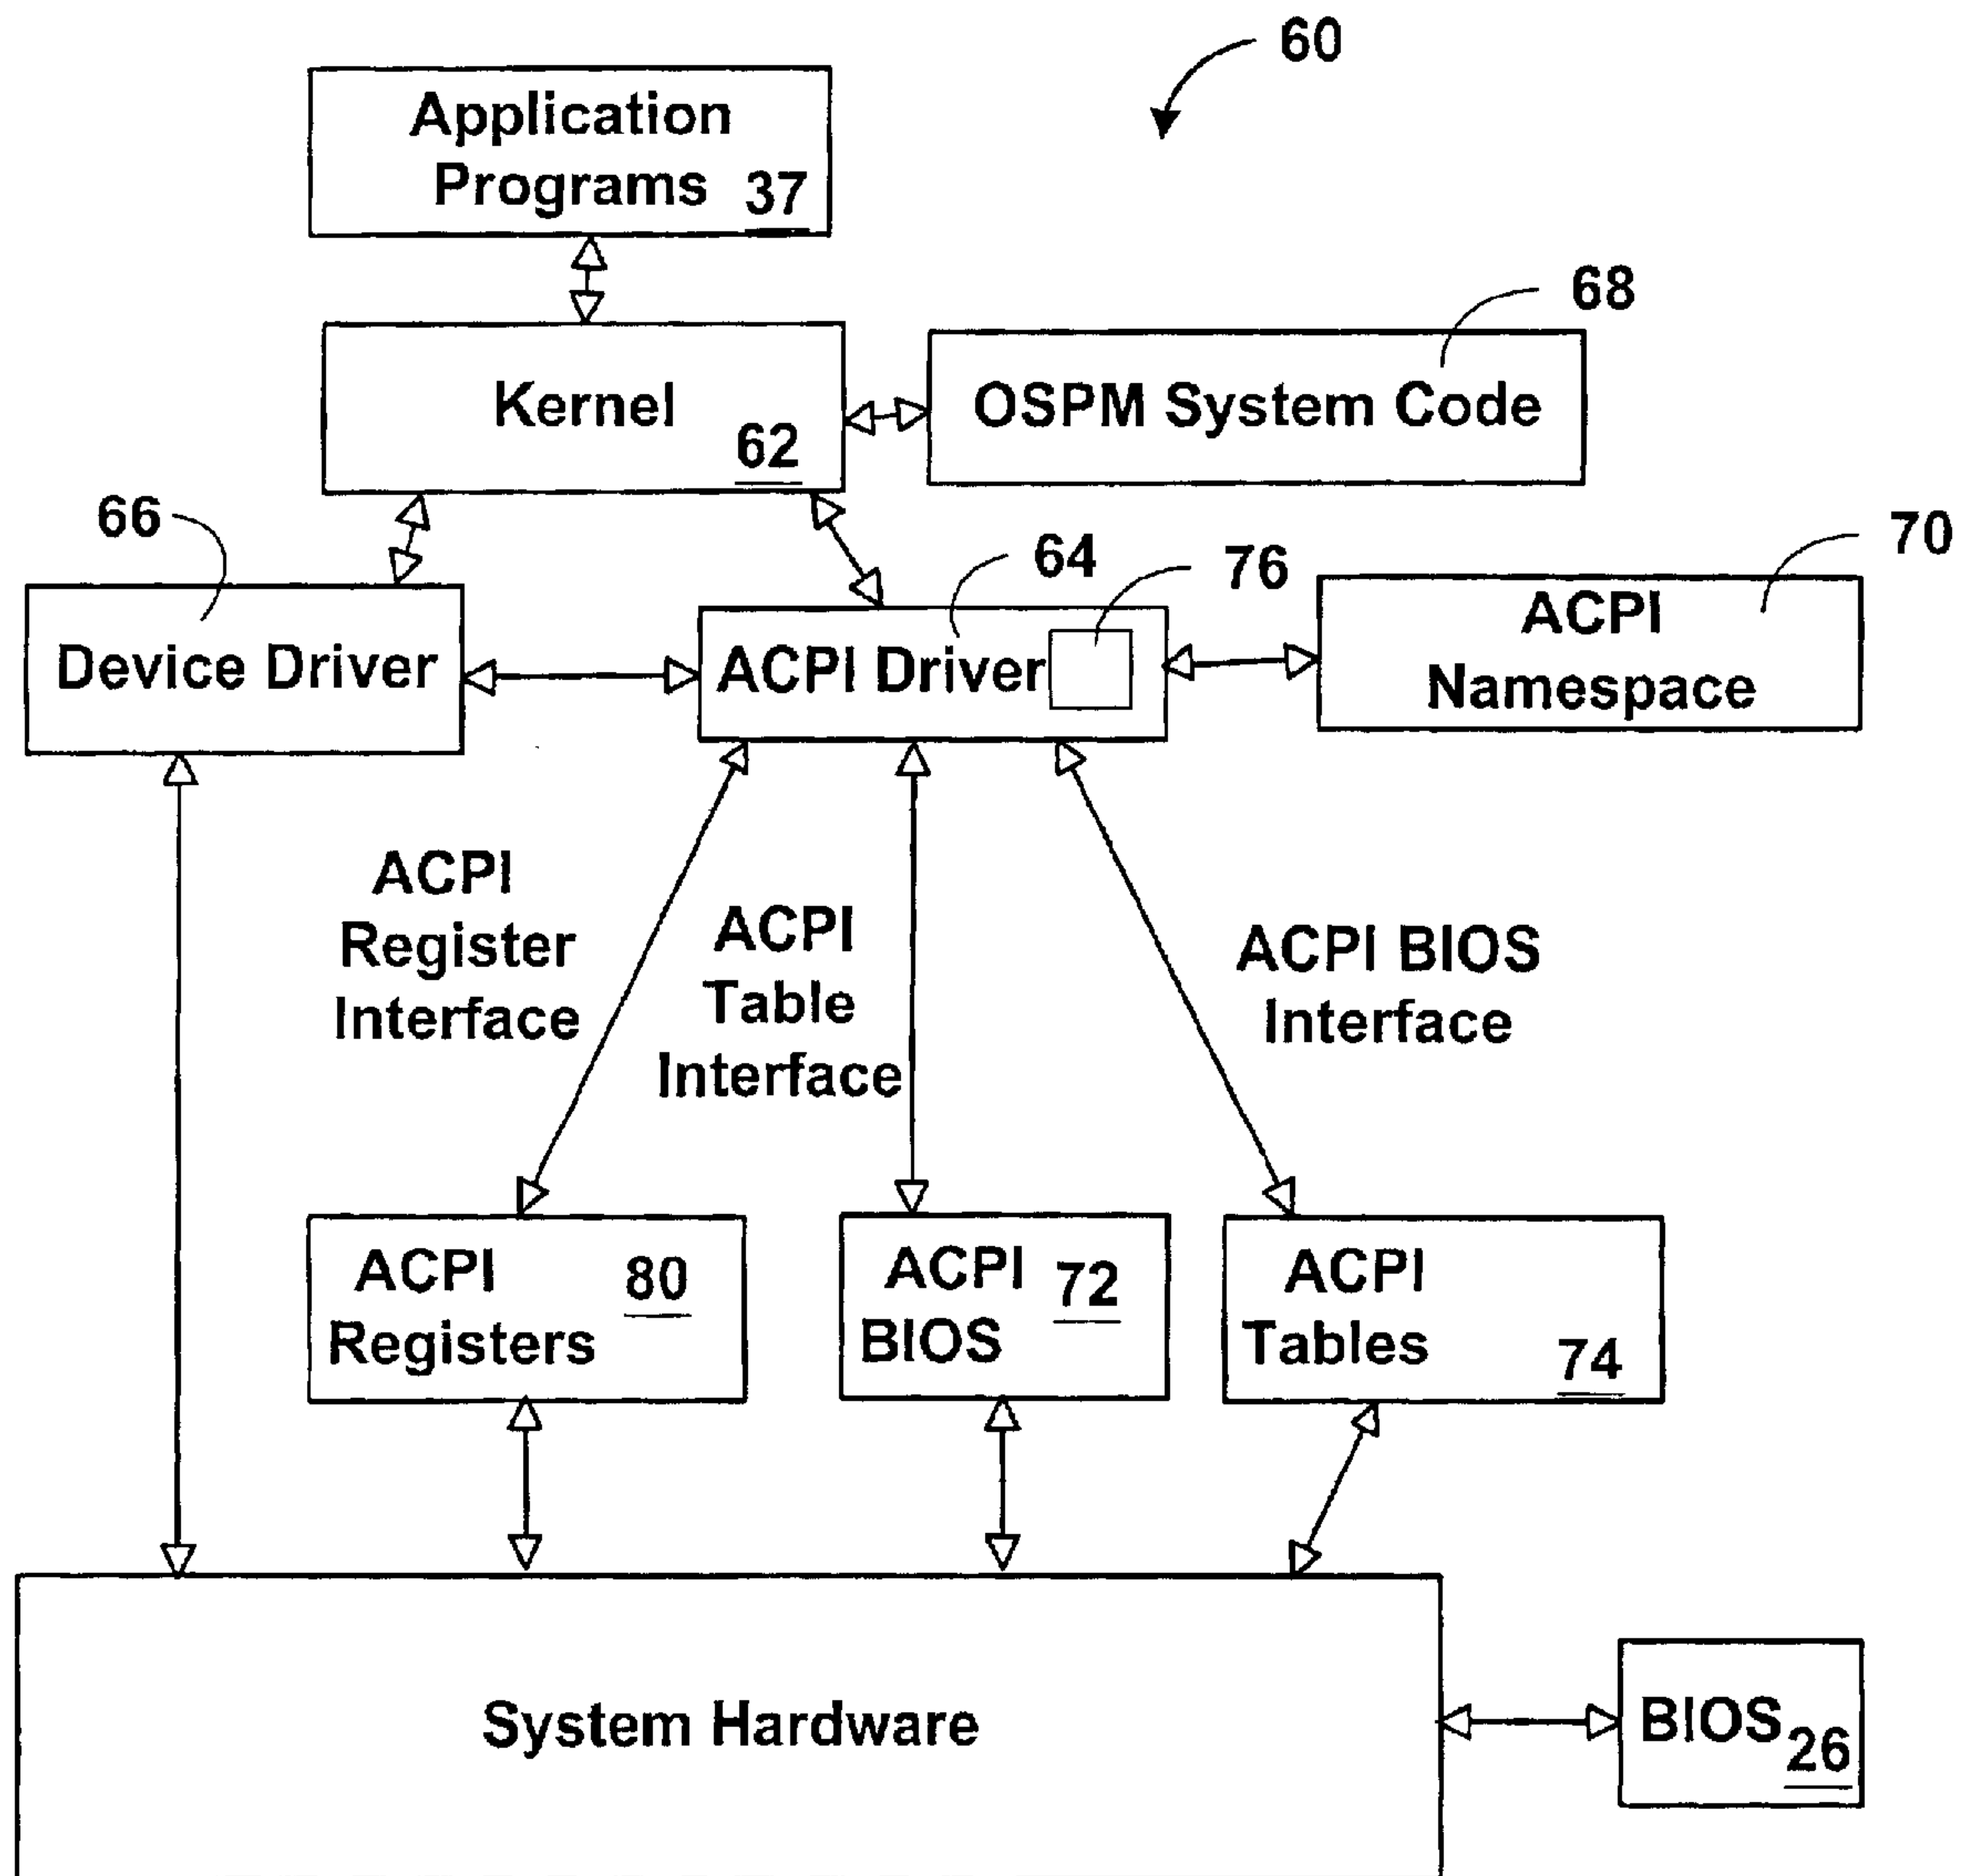 60
Application
Programs 37
68
Kernel
62
OSPM System Code
66
64
76
70
Device Driver
ACPI Driver
ACPI
Namespace
ACPI
Register
Interface
ACPI
Table
Interface
ACPI BIOS
Interface
ACPI 80
Registers
ACPI 72
BIOS
ACPI
Tables 74
System Hardware
BIOS 26